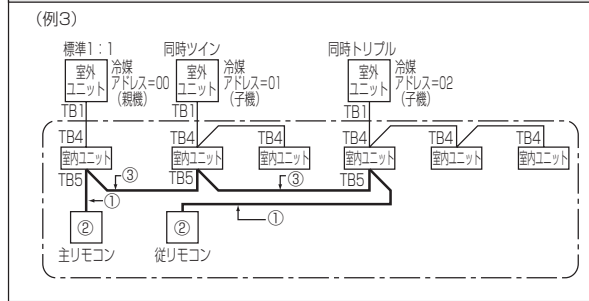 (例3)
標準1：1
室外
ユニット
冷媒
アドレス=00
(親機)
同時ツイン
室外
ユニット
冷媒
アドレス=01
(子機)
同時トリプル
室外
ユニット
冷媒
アドレス=02
(子機)
TB1
TB1
TB1
TB4
TB4
TB4
TB4
TB4
TB4
室内ユニット
室内ユニット
室内ユニット
室内ユニット
室内ユニット
室内ユニット
TB5
③
TB5
③
TB5
①
①
②
②
主リモコン
従リモコン